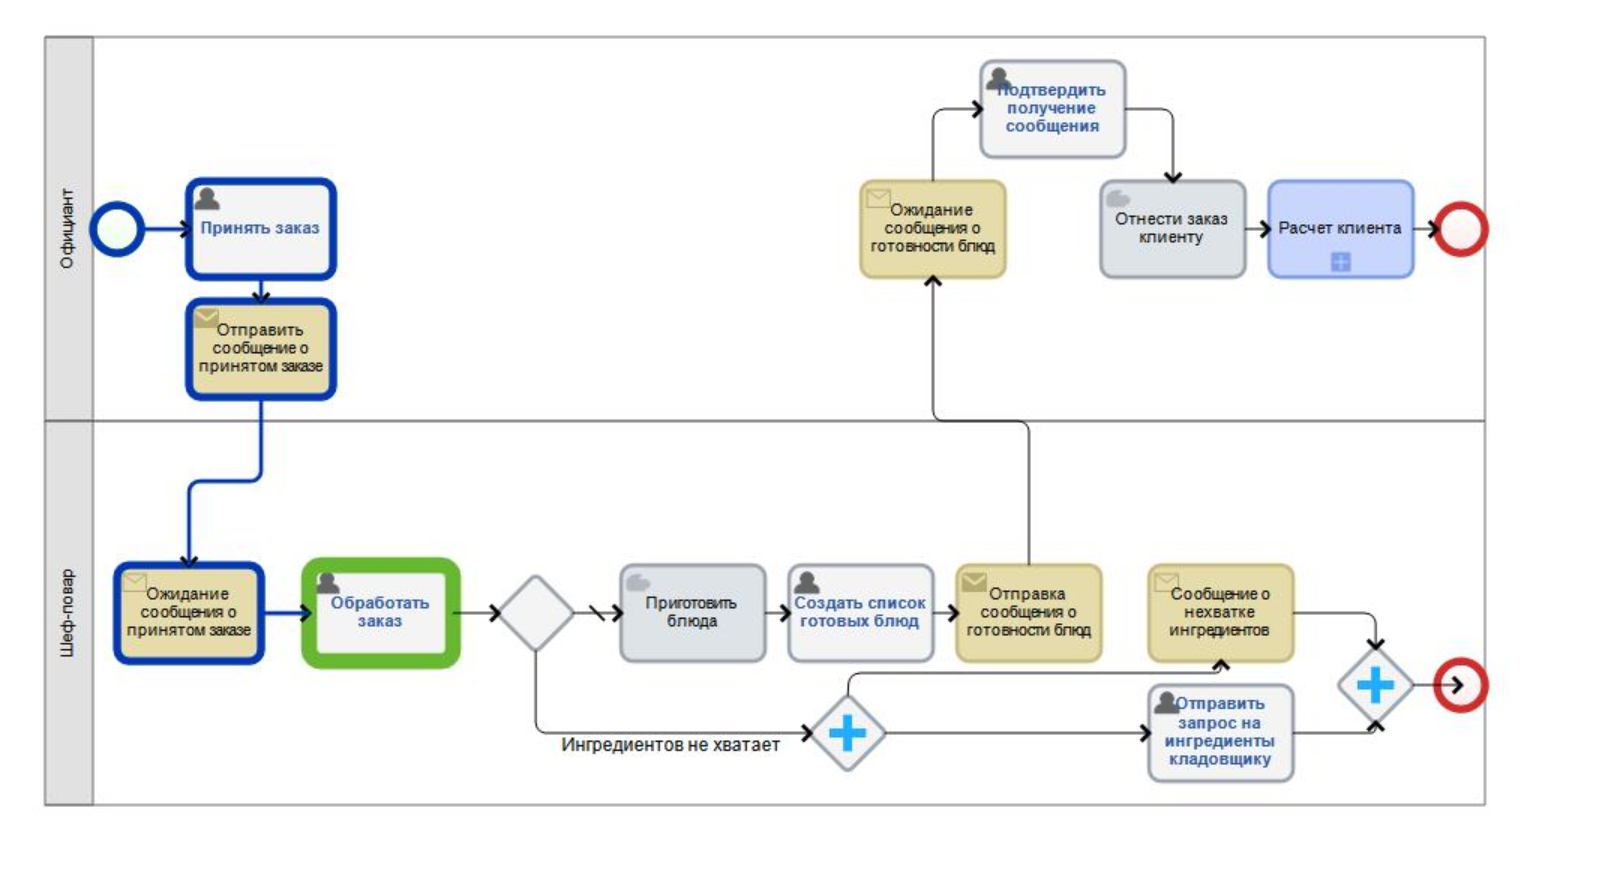 Официант
Принять заказ
Отправить
сообщение о
принятом заказе
Подтвердить
получение
сообщения
Ожидание
сообщения о
готовности блюд
Отнести заказ
клиенту
Расчет клиента
Шеф-повар
Ожидание
сообщения о
принятом заказе
Обработать
заказ
Приготовить
блюда
Создать список
готовых блюд
Отправка
сообщения о
готовности блюд
Сообщение о
нехватке
ингредиентов
Ингредиентов не хватает
Отправить
запрос на
ингредиенты
кладовщику